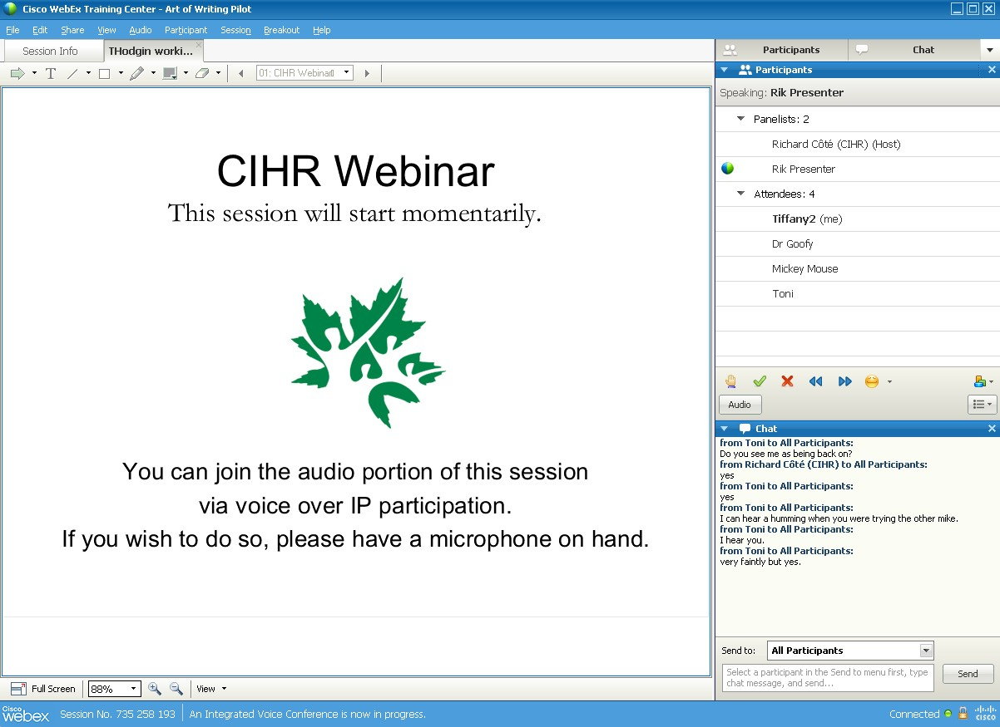 Cisco WebEx Training Center - Art of Writing Pilot
File Edit Share View Audio Participant Session Breakout Help
Session Info
THodgin worki...
T
01: CIHR Webinar
CIHR Webinar
This session will start momentarily.
You can join the audio portion of this session
via voice over IP participation.
If you wish to do so, please have a microphone on hand.
Full Screen
88%
View
Participants
Chat
Participants
Speaking: Rik Presenter
Panelists: 2
Richard Côté (CIHR) (Host)
Rik Presenter
Attendees: 4
Tiffany2 (me)
Dr Goofy
Mickey Mouse
Toni
Audio
Chat
from Toni to All Participants:
Do you see me as being back on?
from Richard Côté (CIHR) to All Participants:
yes
from Toni to All Participants:
yes
from Toni to All Participants:
I can hear a humming when you were trying the other mike.
from Toni to All Participants:
I hear you.
from Toni to All Participants:
very faintly but yes.
Send to:
All Participants
Select a participant in the Send to menu first, type
chat message, and send...
Send
Cisco
webex
Session No. 735 258 193
An Integrated Voice Conference is now in progress.
Connected
cisco